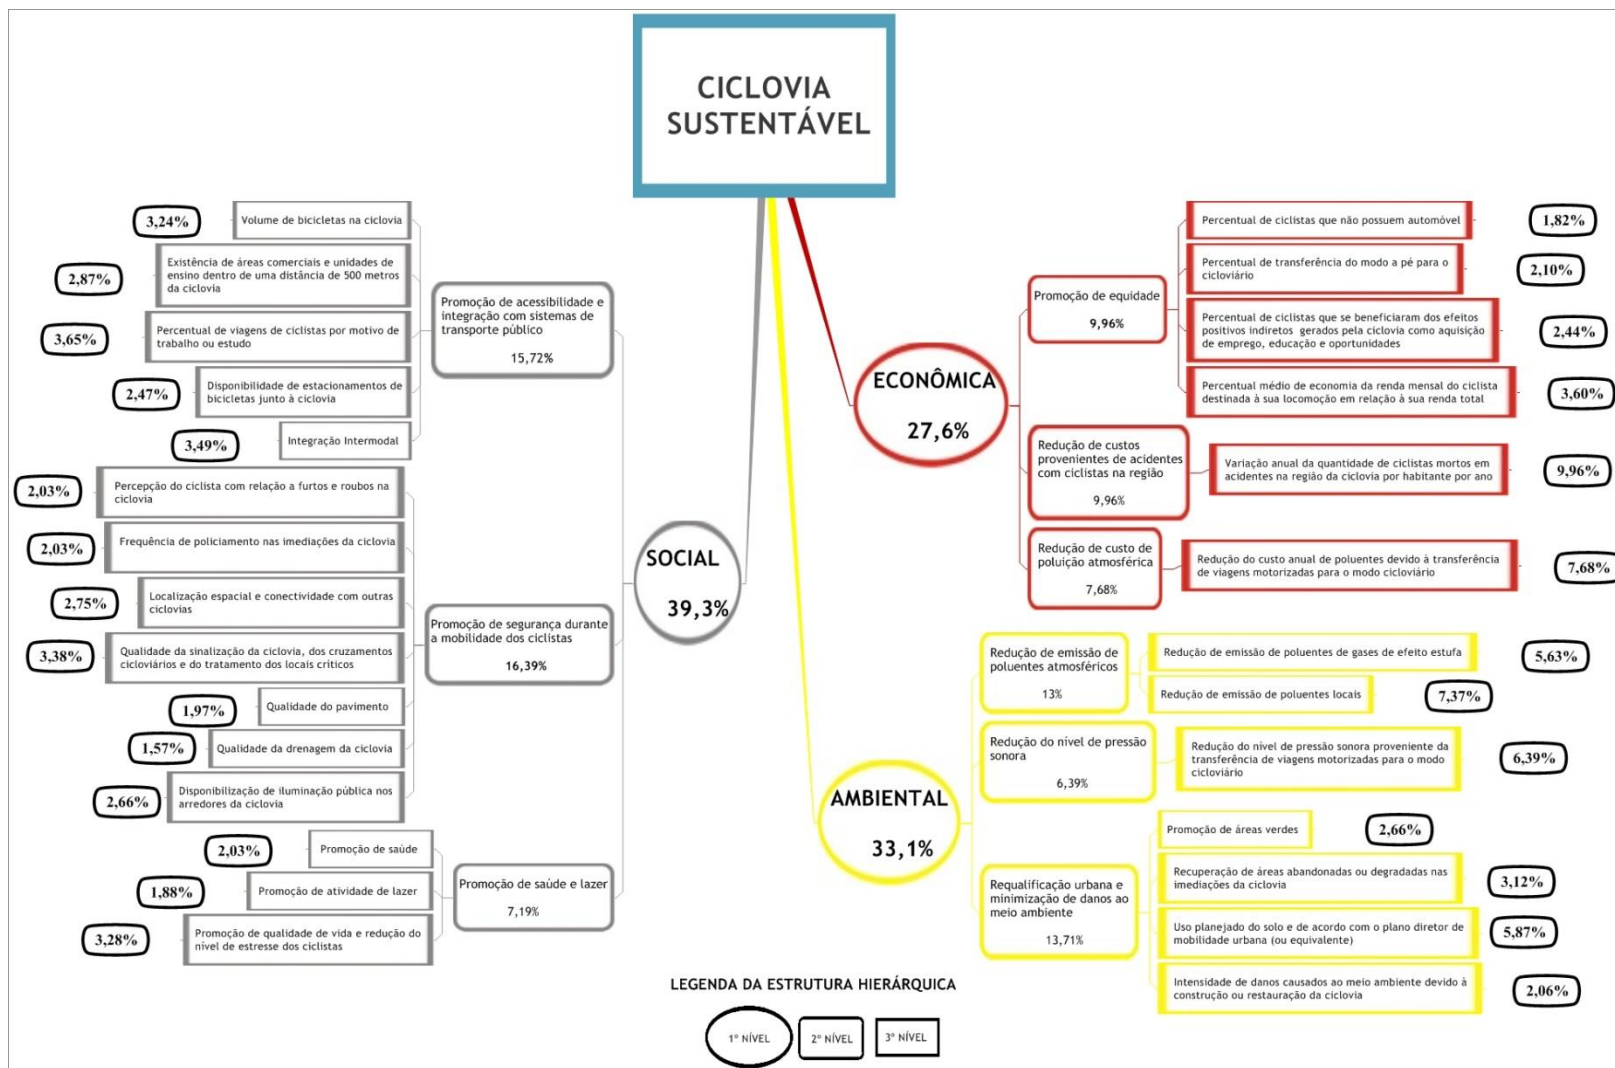 CICLOVIA
SUSTENTÁVEL
3,24%
Volume de bicicletas na ciclovia
2,87%
Existência de áreas comerciais e unidades de
ensino dentro de uma distância de 500 metros
da ciclovia
3,65%
Percentual de viagens de ciclistas por motivo de
trabalho ou estudo
2,47%
Disponibilidade de estacionamentos de
bicicletas junto à ciclovia
3,49%
Integração Intermodal
Promoção de acessibilidade e
integração com sistemas de
transporte público
15,72%
2,03%
Percepção do ciclista com relação a furtos e roubos na
ciclovia
2,03%
Frequência de policiamento nas imediações da ciclovia
2,75%
Localização espacial e conectividade com outras
ciclovias
3,38%
Qualidade da sinalização da ciclovia, dos cruzamentos
cicloviários e do tratamento dos locais críticos
1,97%
Qualidade do pavimento
1,57%
Qualidade da drenagem da ciclovia
2,66%
Disponibilização de iluminação pública nos
arredores da ciclovia
Promoção de segurança durante
a mobilidade dos ciclistas
16,39%
2,03%
Promoção de saúde
1,88%
Promoção de atividade de lazer
3,28%
Promoção de qualidade de vida e redução do
nível de estresse dos ciclistas
Promoção de saúde e lazer
7,19%
SOCIAL
39,3%
ECONÔMICA
27,6%
Promoção de equidade
9,96%
Percentual de ciclistas que não possuem automóvel
1,82%
Percentual de transferência do modo a pé para o
cicloviário
2,10%
Percentual de ciclistas que se beneficiaram dos efeitos
positivos indiretos gerados pela ciclovia como aquisição
de emprego, educação e oportunidades
2,44%
Percentual médio de economia da renda mensal do ciclista
destinada à sua locomoção em relação à sua renda total
3,60%
Redução de custos
provenientes de acidentes
com ciclistas na região
9,96%
Variação anual da quantidade de ciclistas mortos em
acidentes na região da ciclovia por habitante por ano
9,96%
Redução de custo de
poluição atmosférica
7,68%
Redução do custo anual de poluentes devido à transferência
de viagens motorizadas para o modo cicloviário
7,68%
AMBIENTAL
33,1%
Redução de emissão de
poluentes atmosféricos
13%
Redução de emissão de poluentes de gases de efeito estufa
5,63%
Redução de emissão de poluentes locais
7,37%
Redução do nível de pressão
sonora
6,39%
Redução do nível de pressão sonora proveniente da
transferência de viagens motorizadas para o modo
cicloviário
6,39%
Requalificação urbana e
minimização de danos ao
meio ambiente
13,71%
Promoção de áreas verdes
2,66%
Recuperação de áreas abandonadas ou degradadas nas
imediações da ciclovia
3,12%
Uso planejado do solo e de acordo com o plano diretor de
mobilidade urbana (ou equivalente)
5,87%
Intensidade de danos causados ao meio ambiente devido à
construção ou restauração da ciclovia
2,06%
LEGENDA DA ESTRUTURA HIERÁRQUICA
1º NÍVEL
2º NÍVEL
3º NÍVEL